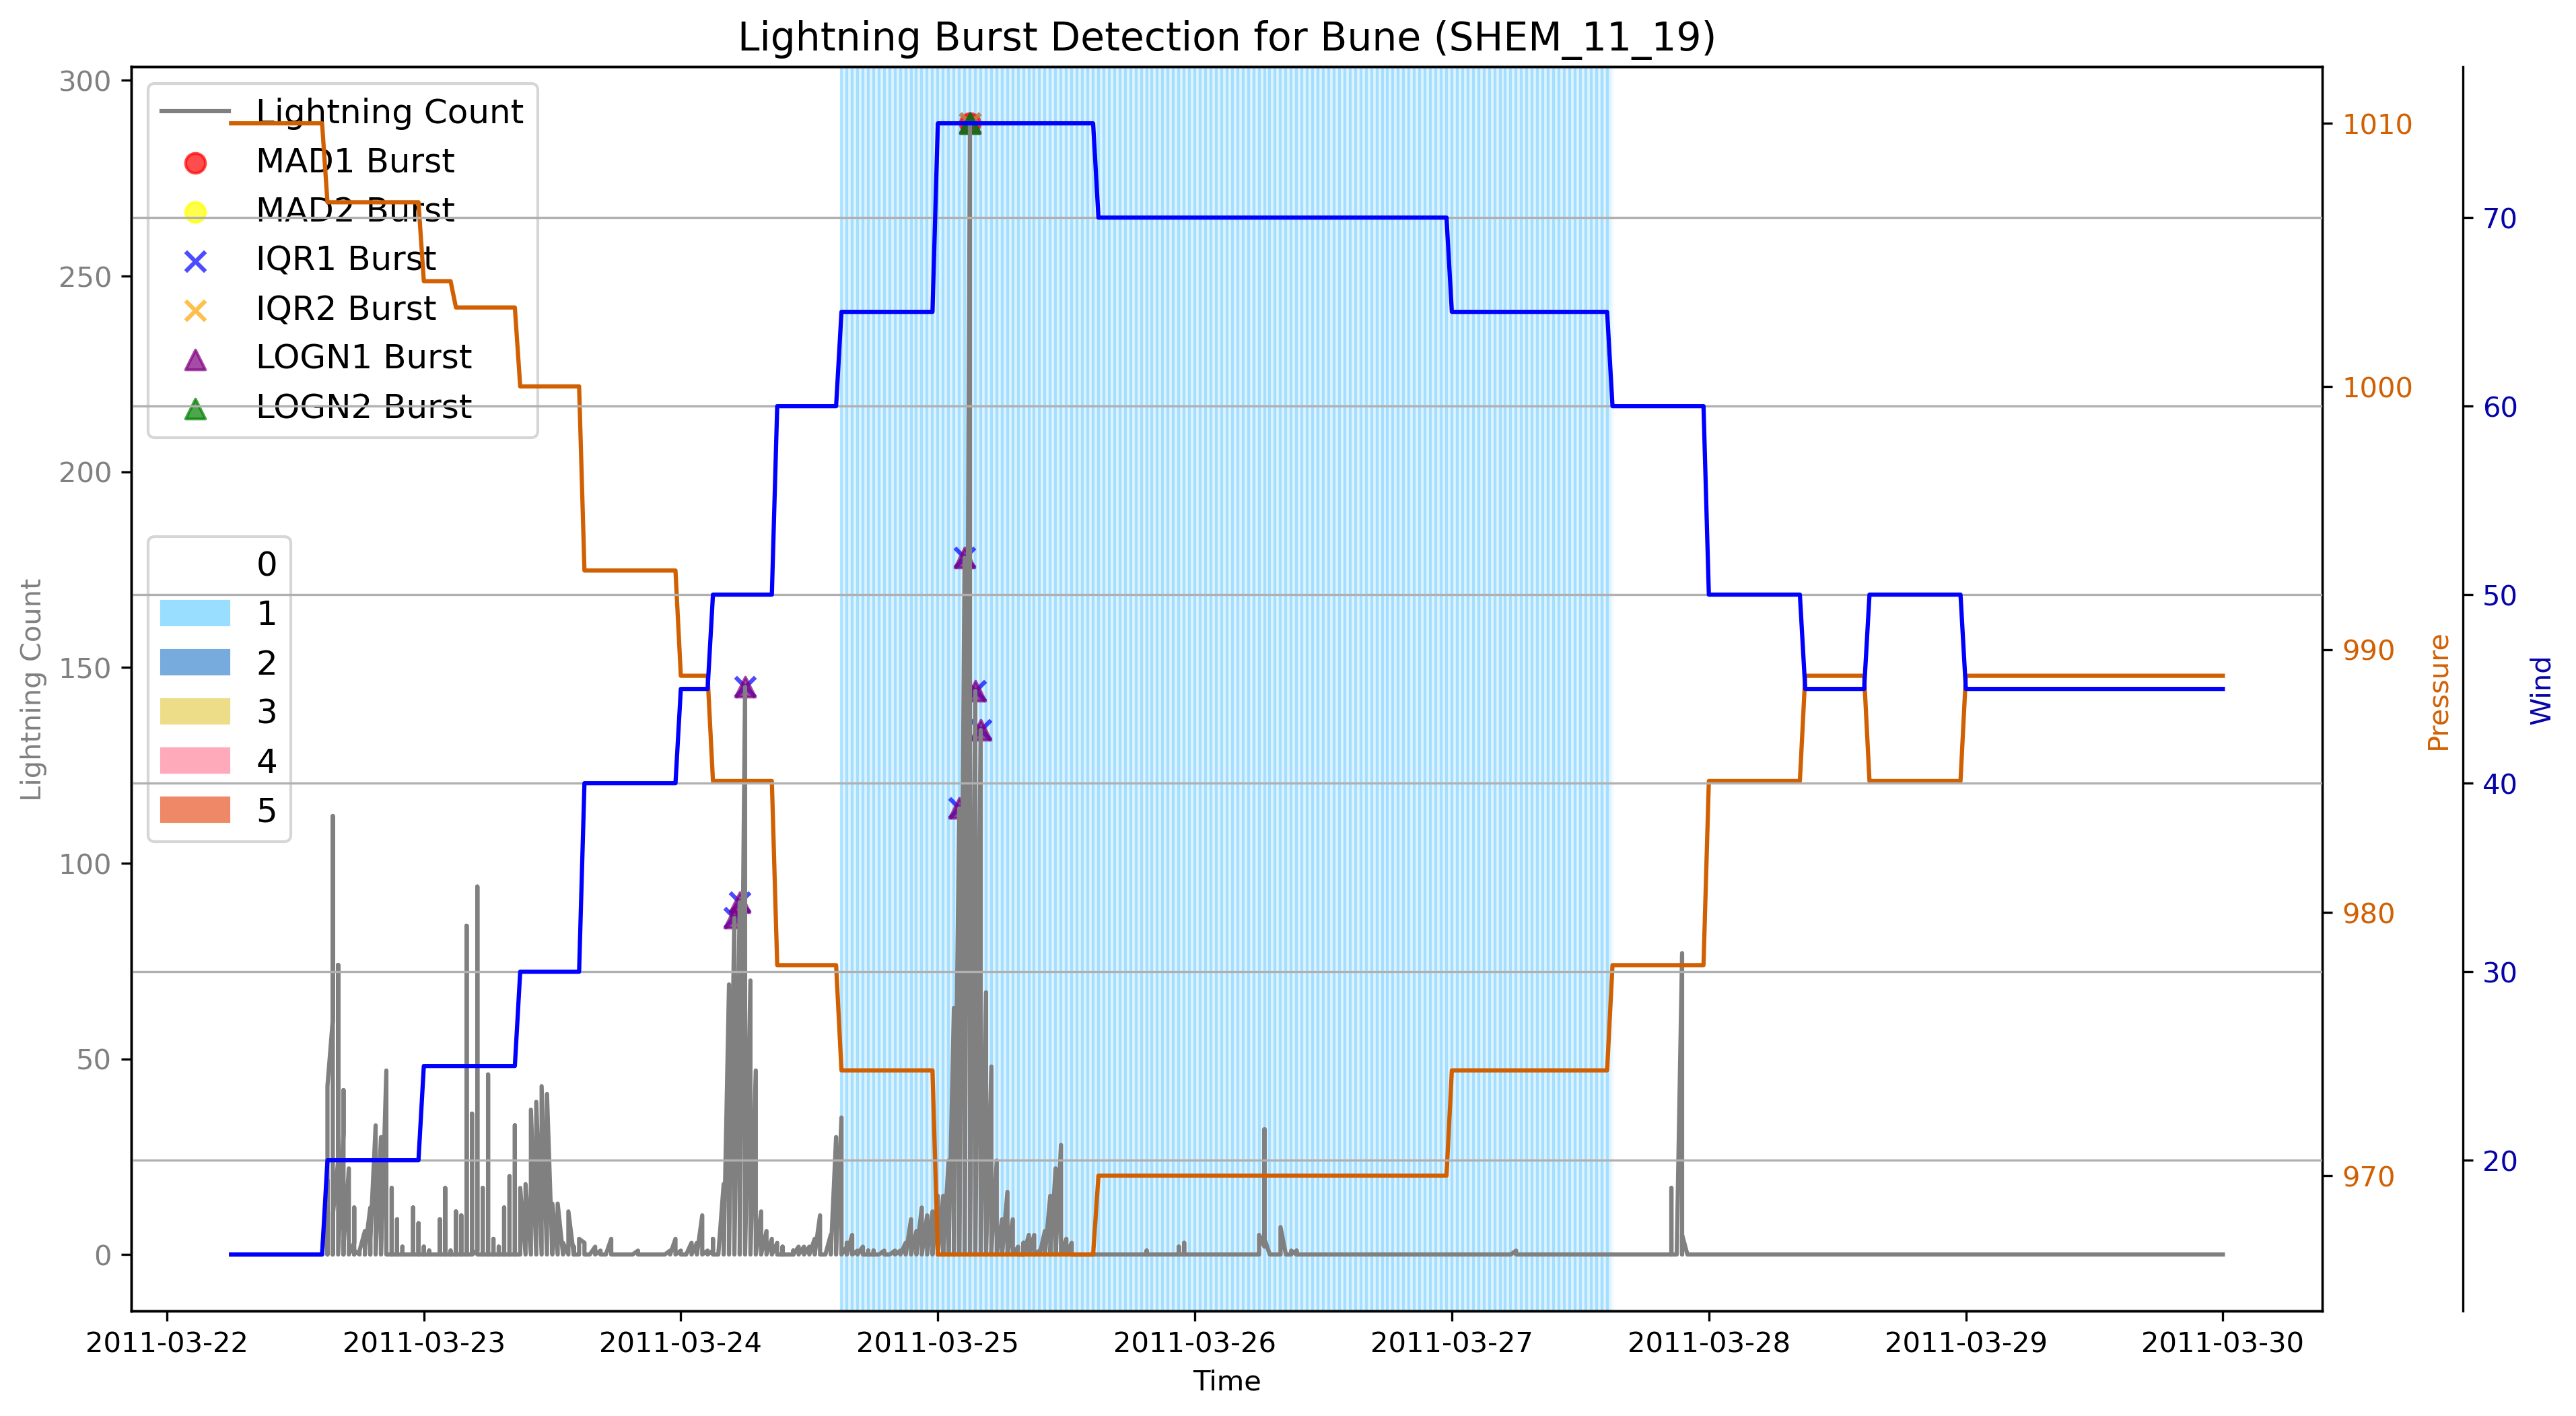 Lightning Burst Detection for Bune (SHEM_11_19)
Lightning Count
MAD1 Burst
MAD2 Burst
IQR1 Burst
IQR2 Burst
LOGN1 Burst
LOGN2 Burst
0
1
2
3
4
5
300
250
200
150
100
50
0
Lightning Count
1010
1000
990
980
970
Pressure
70
60
50
40
30
20
Wind
2011-03-22
2011-03-23
2011-03-24
2011-03-25
2011-03-26
2011-03-27
2011-03-28
2011-03-29
2011-03-30
Time